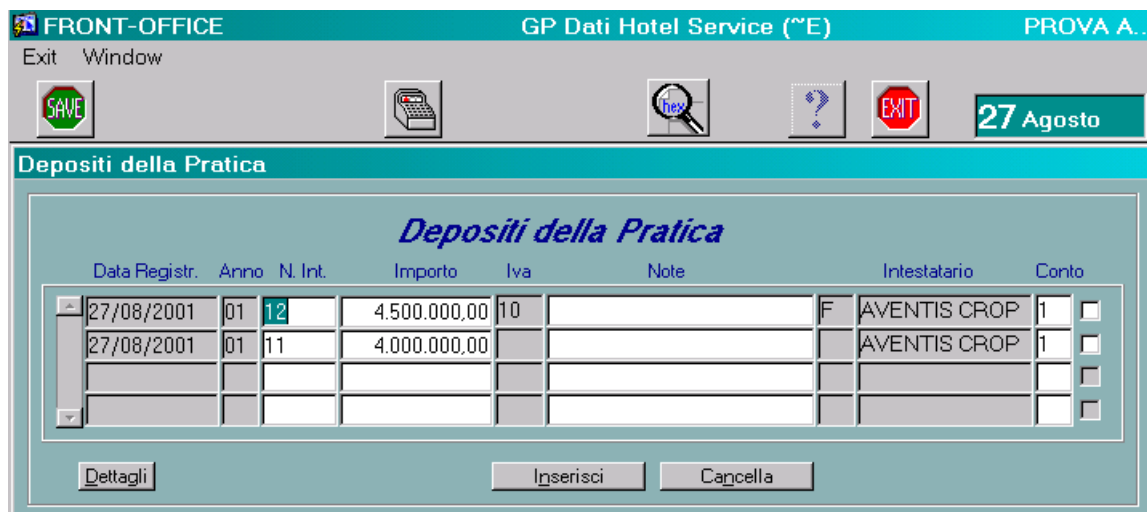 FRONT-OFFICE GP Dati Hotel Service (~E) PROVA A..
Exit Window
SAVE hex ? EXIT 27 Agosto
Depositi della Pratica
Depositi della Pratica
Data Registr. Anno N. Int. Importo Iva Note Intestatario Conto
27/08/2001 01 12 4.500.000,00 10 F AVENTIS CROP 1
27/08/2001 01 11 4.000.000,00 AVENTIS CROP 1
Dettagli Inserisci Cancella